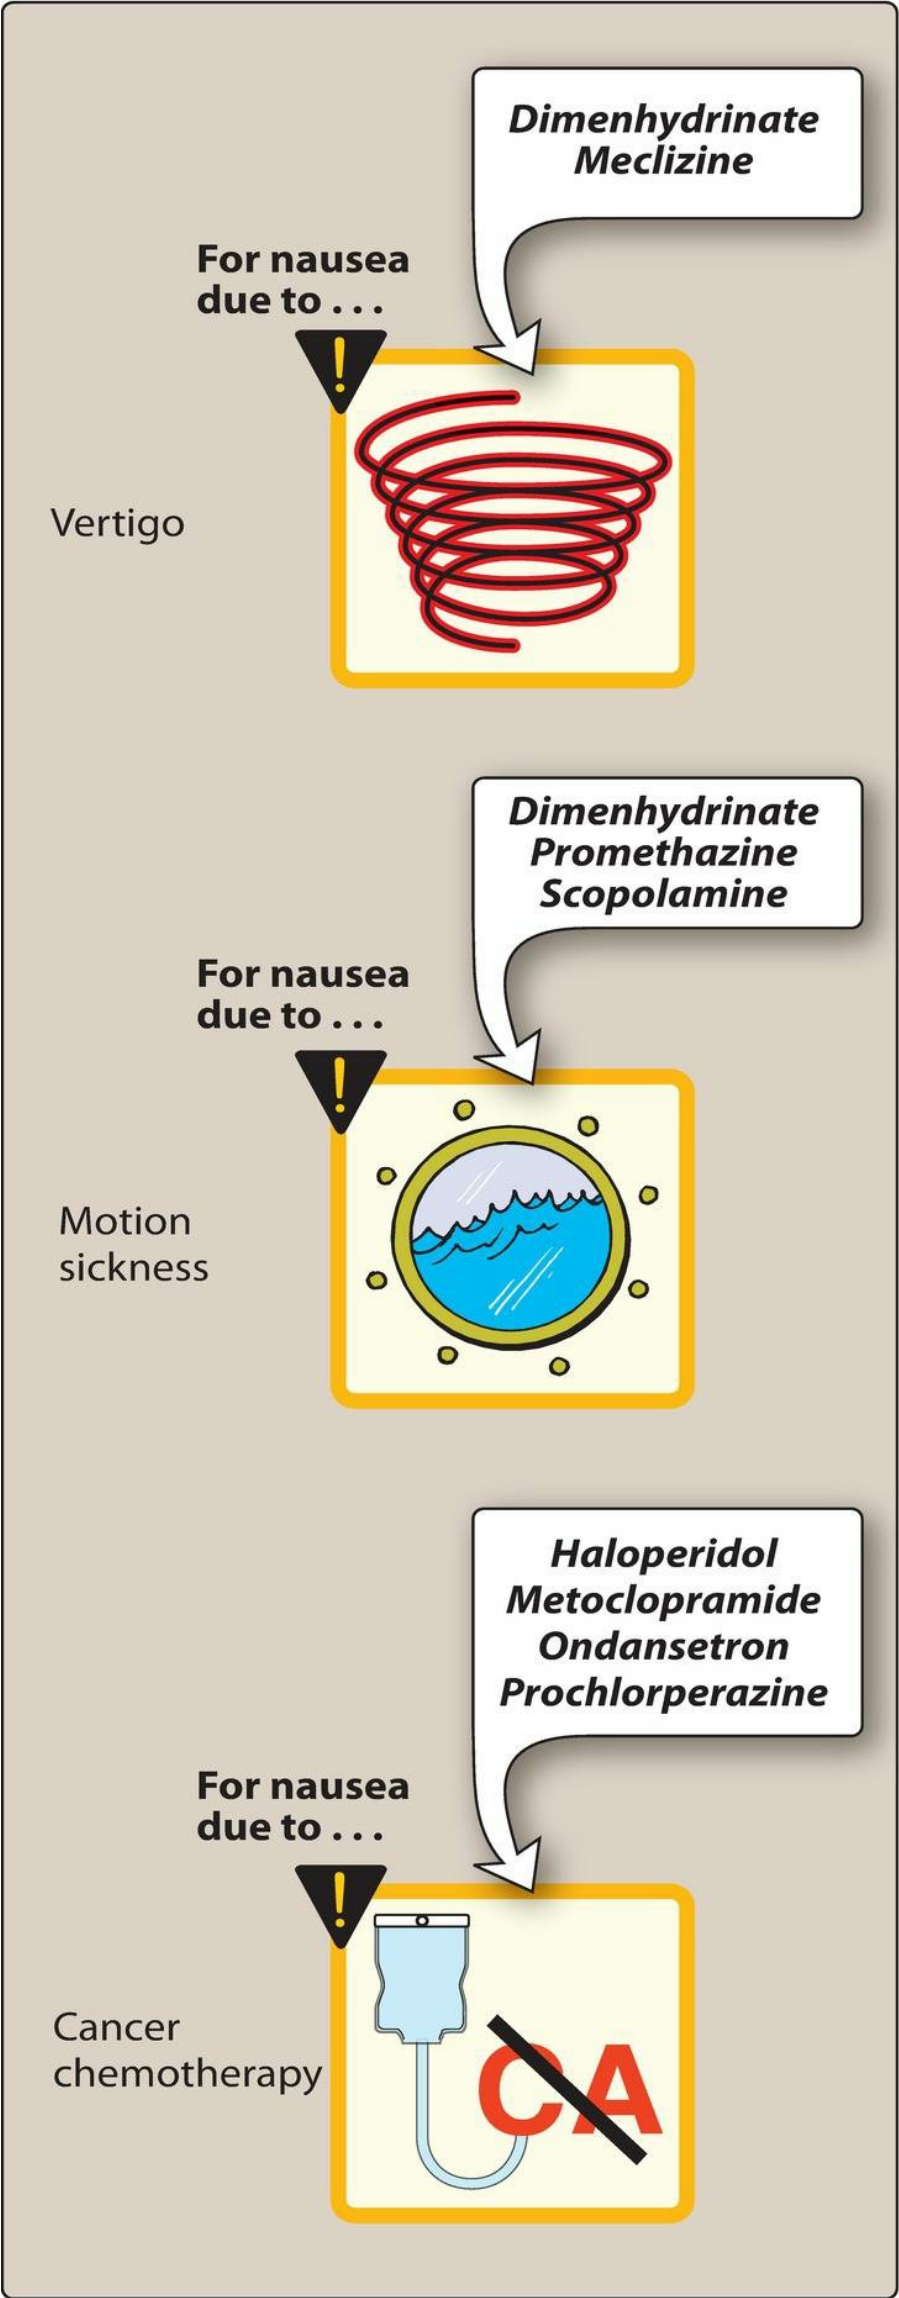 Dimenhydrinate
Meclizine
For nausea
due to . . .
!
Vertigo
Dimenhydrinate
Promethazine
Scopolamine
For nausea
due to . . .
!
Motion
sickness
Haloperidol
Metoclopramide
Ondansetron
Prochlorperazine
For nausea
due to . . .
!
Cancer
chemotherapy
CA